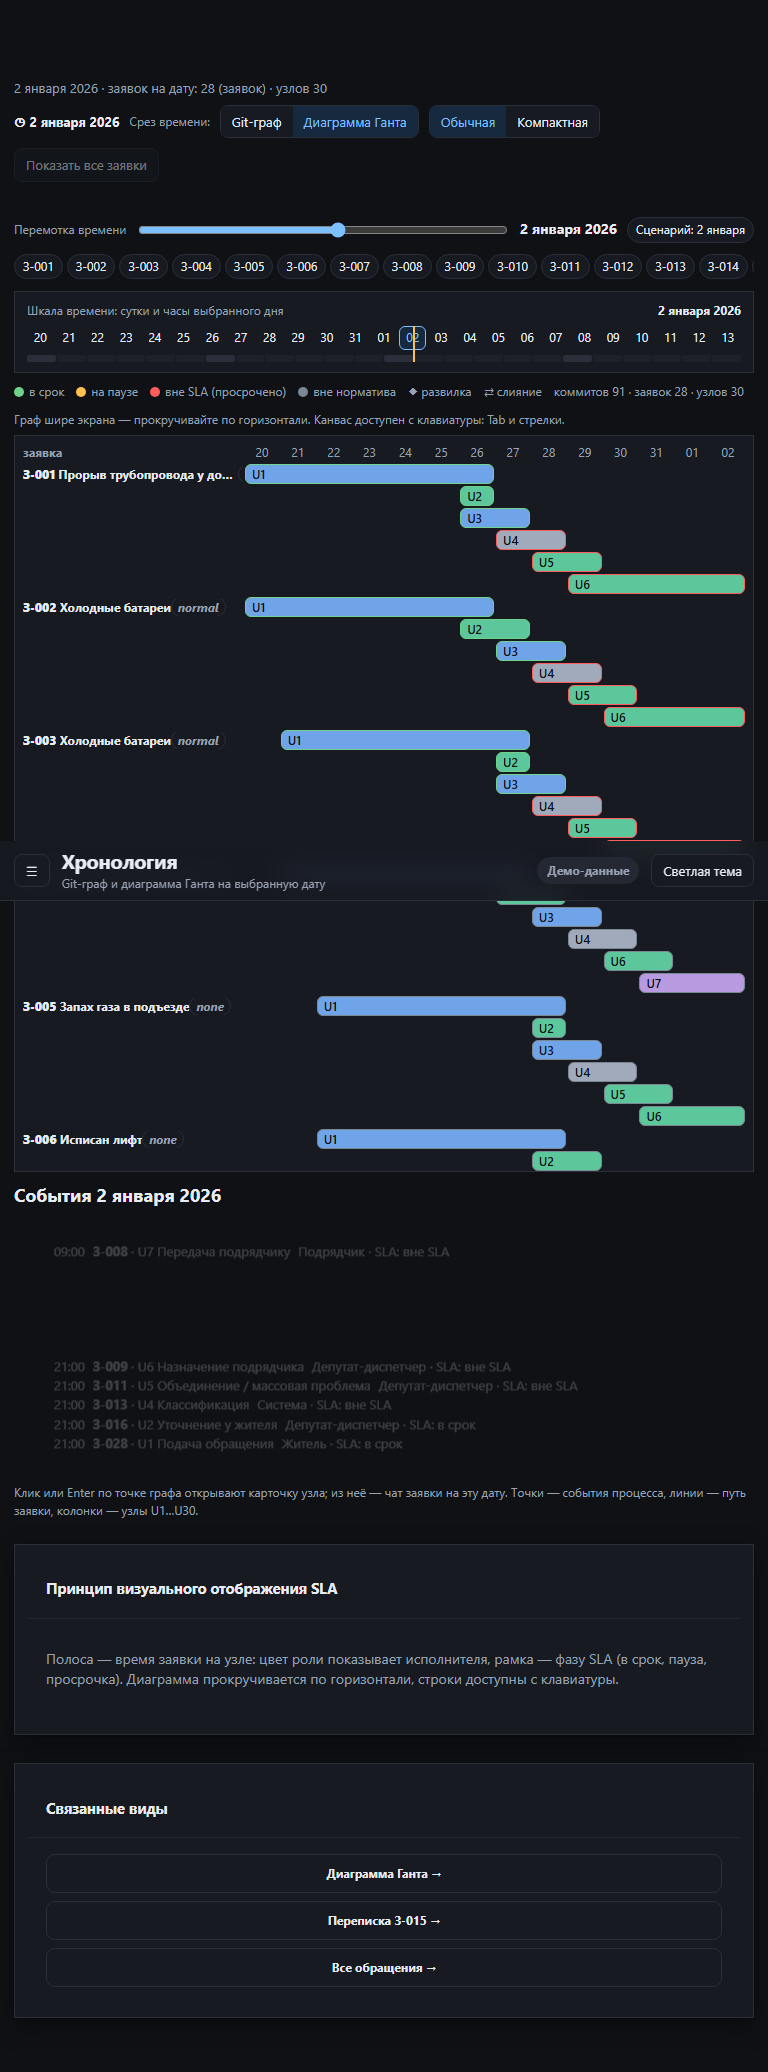 2 января 2026 · заявок на дату: 28 (заявок) · узлов 30
◷ 2 января 2026 Срез времени: Git-граф Диаграмма Ганта Обычная Компактная
Показать все заявки
Перемотка времени 2 января 2026 Сценарий: 2 января
З-001 З-002 З-003 З-004 З-005 З-006 З-007 З-008 З-009 З-010 З-011 З-012 З-013 З-014
Шкала времени: сутки и часы выбранного дня 2 января 2026
20 21 22 23 24 25 26 27 28 29 30 31 01 02 03 04 05 06 07 08 09 10 11 12 13
в срок на паузе вне SLA (просрочено) вне норматива ⌖ развилка ⇄ слияние коммитов 91 · заявок 28 · узлов 30
Граф шире экрана — прокручивайте по горизонтали. Канвас доступен с клавиатуры: Tab и стрелки.
заявка 20 21 22 23 24 25 26 27 28 29 30 31 01 02
З-001 Прорыв трубопровода у до... U1
U2
U3
U4
U5
U6
З-002 Холодные батареи normal U1
U2
U3
U4
U5
U6
З-003 Холодные батареи normal U1
U2
U3
U4
U5
☰ Хронология Демо-данные Светлая тема
Git-граф и диаграмма Ганта на выбранную дату
U3
U4
U6
U7
З-005 Запах газа в подъезде none U1
U2
U3
U4
U5
U6
З-006 Исписан лифт none U1
U2
События 2 января 2026
09:00 З-008 · U7 Передача подрядчику Подрядчик · SLA: вне SLA
21:00 З-009 · U6 Назначение подрядчика Депутат-диспетчер · SLA: вне SLA
21:00 З-011 · U5 Объединение / массовая проблема Депутат-диспетчер · SLA: вне SLA
21:00 З-013 · U4 Классификация Система · SLA: вне SLA
21:00 З-016 · U2 Уточнение у жителя Депутат-диспетчер · SLA: в срок
21:00 З-028 · U1 Подача обращения Житель · SLA: в срок
Клик или Enter по точке графа открывают карточку узла; из неё — чат заявки на эту дату. Точки — события процесса, линии — путь
заявки, колонки — узлы U1...U30.
Принцип визуального отображения SLA
Полоса — время заявки на узле: цвет роли показывает исполнителя, рамка — фазу SLA (в срок, пауза,
просрочка). Диаграмма прокручивается по горизонтали, строки доступны с клавиатуры.
Связанные виды
Диаграмма Ганта →
Переписка З-015 →
Все обращения →